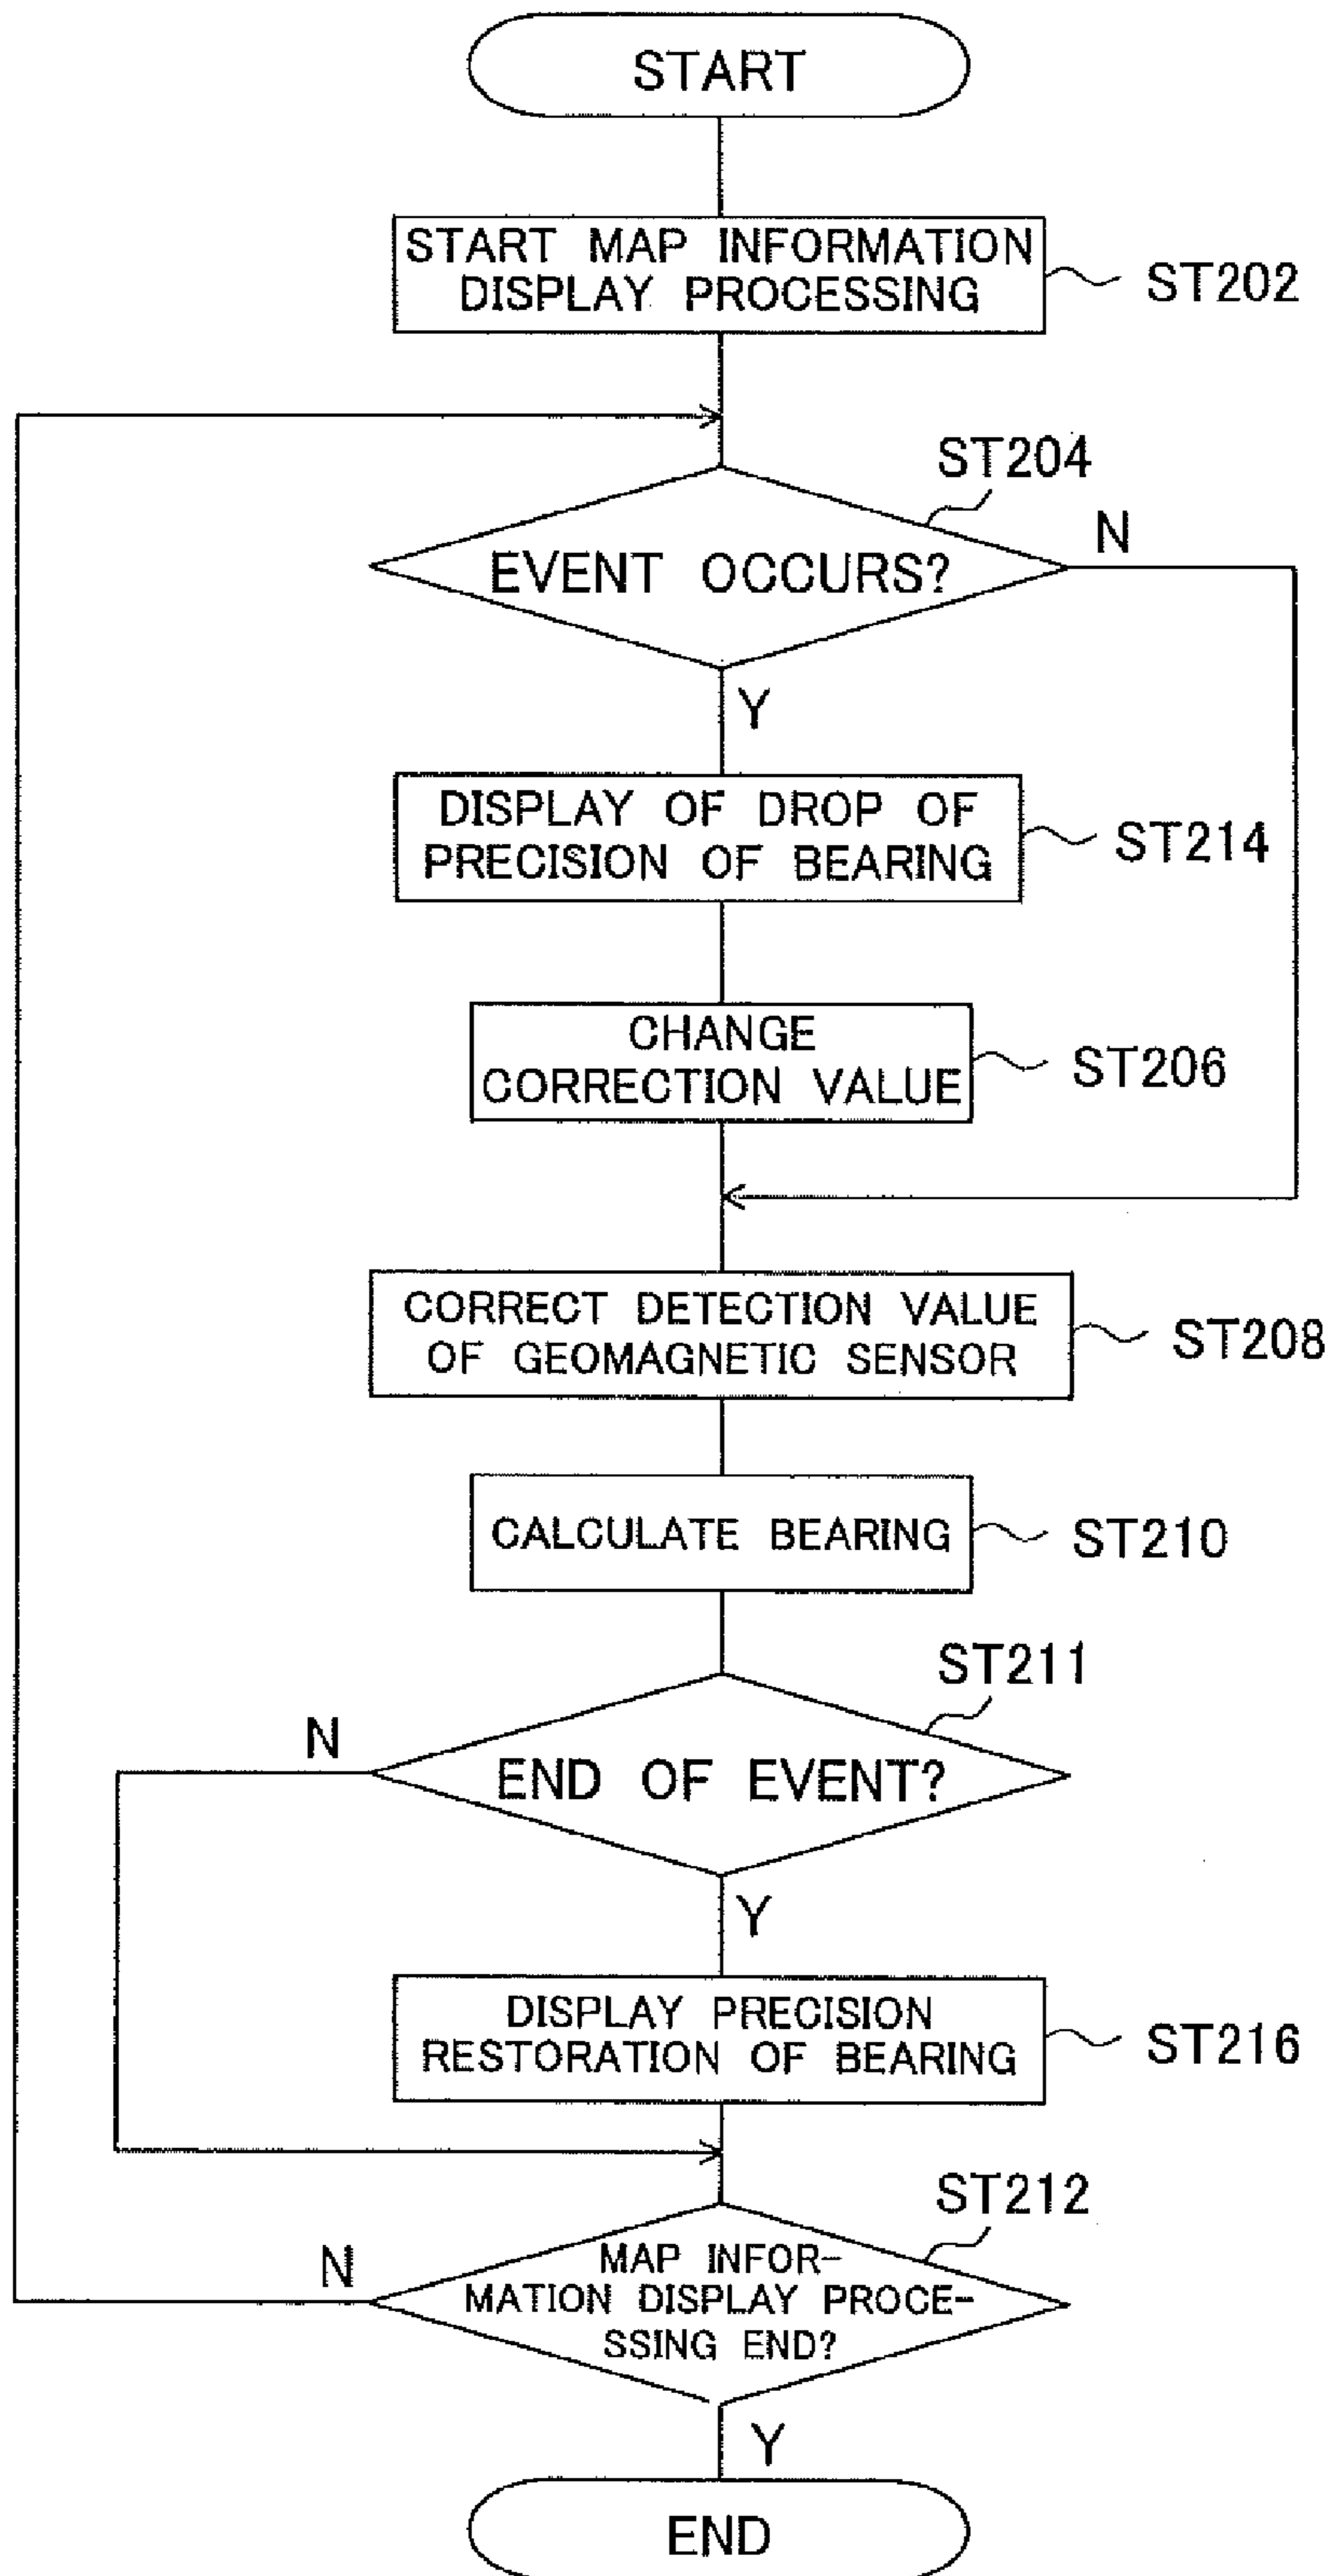 START
START MAP INFORMATION
DISPLAY PROCESSING
ST202
ST204
EVENT OCCURS?
N
Y
DISPLAY OF DROP OF
PRECISION OF BEARING
ST214
CHANGE
CORRECTION VALUE
ST206
CORRECT DETECTION VALUE
OF GEOMAGNETIC SENSOR
ST208
CALCULATE BEARING
ST210
ST211
N
END OF EVENT?
Y
DISPLAY PRECISION
RESTORATION OF BEARING
ST216
ST212
N
MAP INFOR-
MATION DISPLAY PROCE-
SSING END?
Y
END